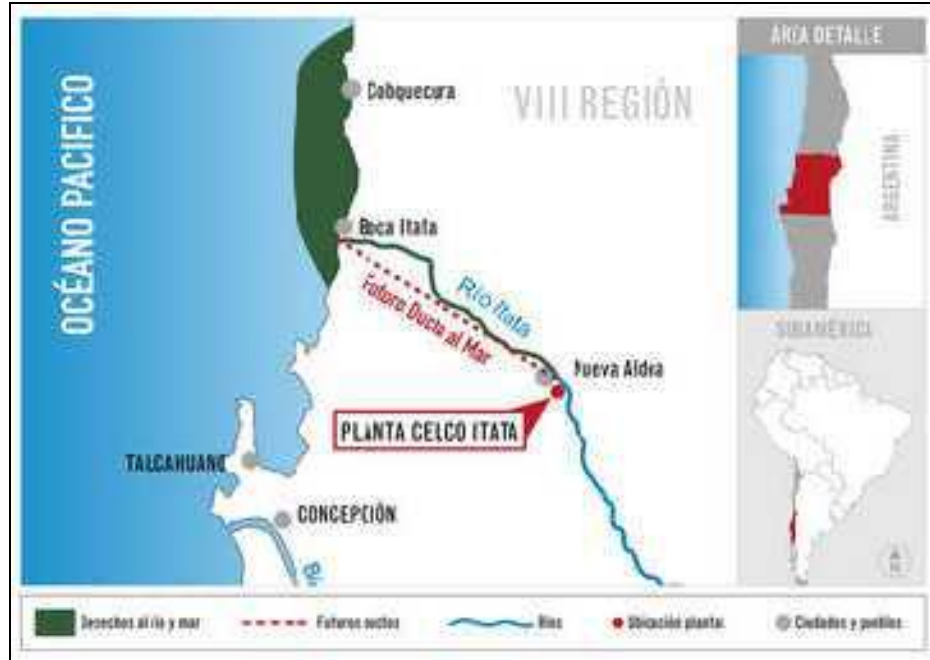 OCÉANO PACIFICO
Cobquecura
VIII REGIÓN
Boca Itata
Río Itata
Futuro Ducto al Mar
Nueva Aldea
PLANTA CELCO ITATA
TALCAHUANO
CONCEPCIÓN
ÁREA DETALLE
ARGENTINA
SUDAMÉRICA
N
Desechos al río y mar
Futuros ductos
Ríos
Ubicación planta
Ciudades y pueblos